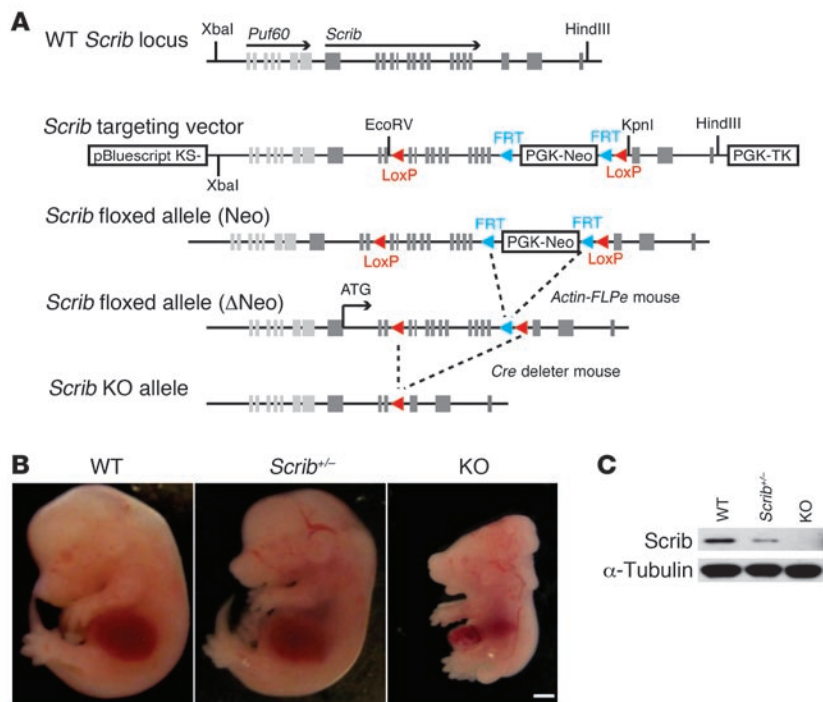 A
XbaI Puf60 Scrib HindIII
WT Scrib locus
Scrib targeting vector
EcoRV FRT FRT KpnI HindIII
pBluescript KS- PGK-Neo PGK-TK
XbaI LoxP LoxP
Scrib floxed allele (Neo)
FRT FRT
PGK-Neo
LoxP LoxP
Scrib floxed allele (ΔNeo)
ATG
Actin-FLPe mouse
Cre deleter mouse
Scrib KO allele
B
WT Scrib+/− KO
C
WT Scrib+/− KO
Scrib
α-Tubulin